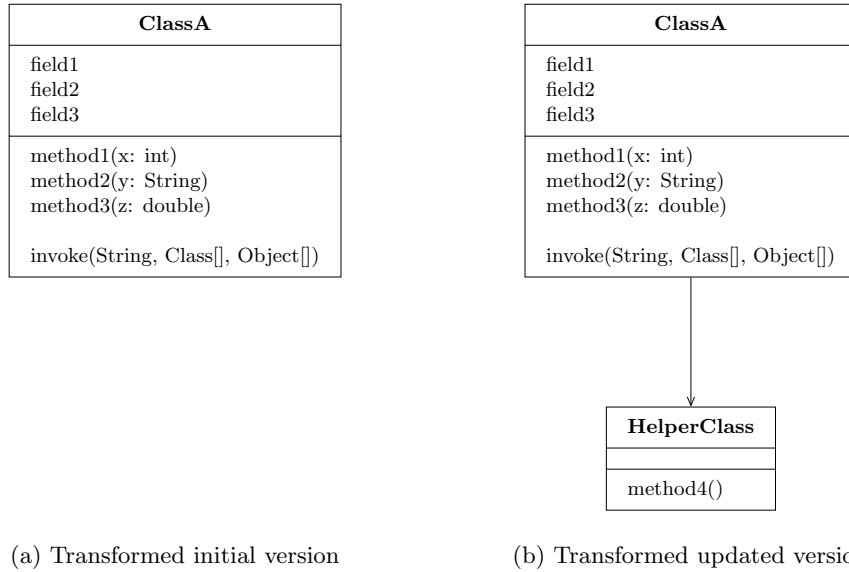 ClassA
field1
field2
field3
method1(x: int)
method2(y: String)
method3(z: double)
invoke(String, Class[], Object[])
(a) Transformed initial version
ClassA
field1
field2
field3
method1(x: int)
method2(y: String)
method3(z: double)
invoke(String, Class[], Object[])
HelperClass
method4()
(b) Transformed updated versio